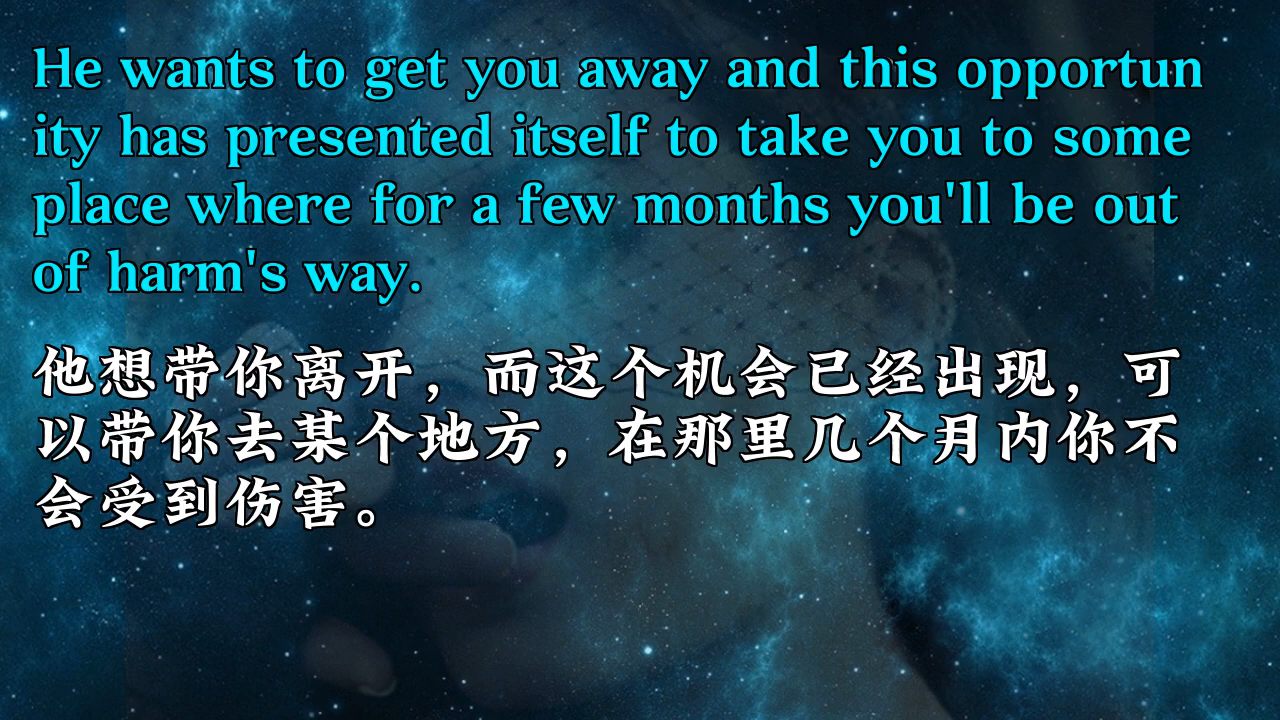 He wants to get you away and this opportun
ity has presented itself to take you to some
place where for a few months you'll be out
of harm's way.
他想带你离开，而这个机会已经出现，可
以带你去某个地方，在那里几个月内你不
会受到伤害。